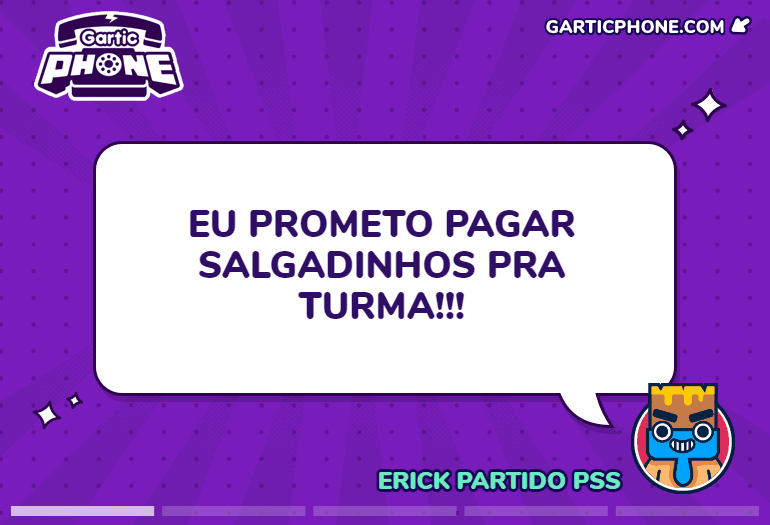 Gartic
PHONE
GARTICPHONE.COM
EU PROMETO PAGAR
SALGADINHOS PRA
TURMA!!!
ERICK PARTIDO PSS